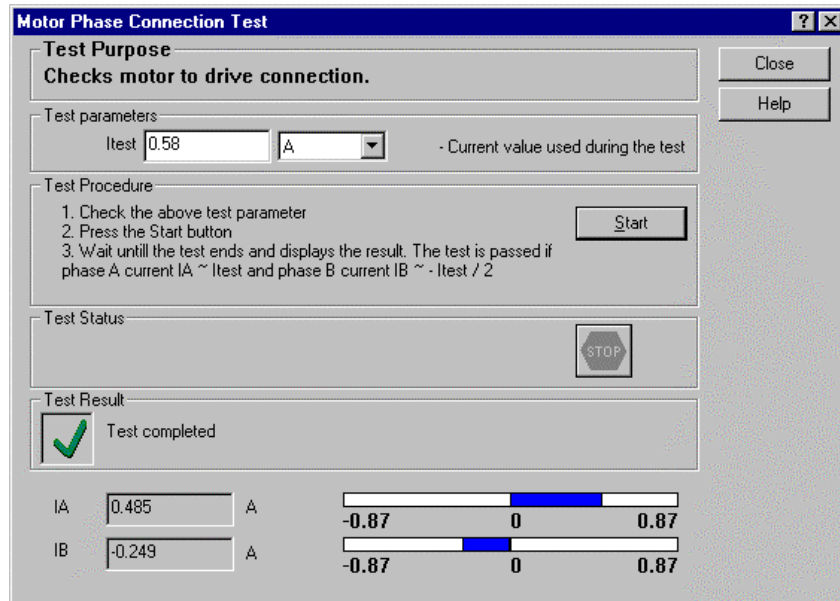 Motor Phase Connection Test
Test Purpose
Checks motor to drive connection.
Close
Help
Test parameters
Itest 0.58 A - Current value used during the test
Test Procedure
1. Check the above test parameter
2. Press the Start button
3. Wait untill the test ends and displays the result. The test is passed if
phase A current IA ~ Itest and phase B current IB ~ - Itest / 2
Start
Test Status
STOP
Test Result
Test completed
IA 0.485 A
-0.87 0 0.87
IB -0.249 A
-0.87 0 0.87